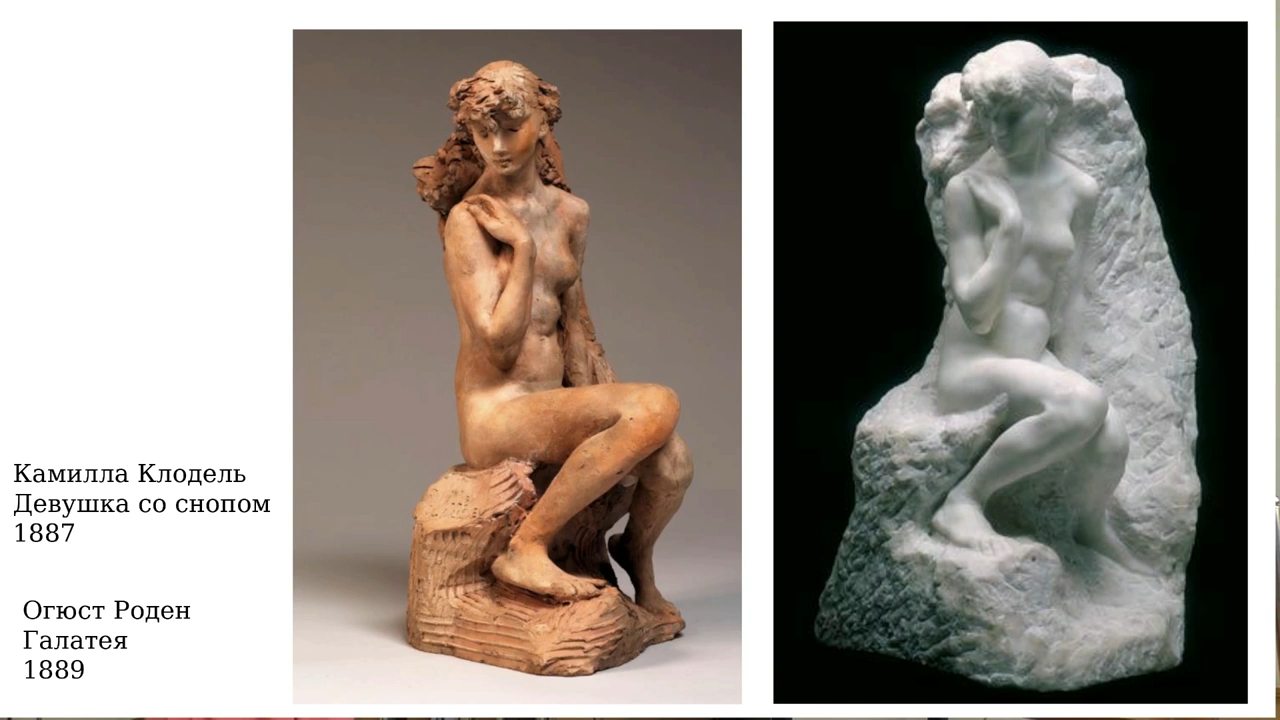 Камилла Клодель
Девушка со снопом
1887
Огюст Роден
Галатея
1889